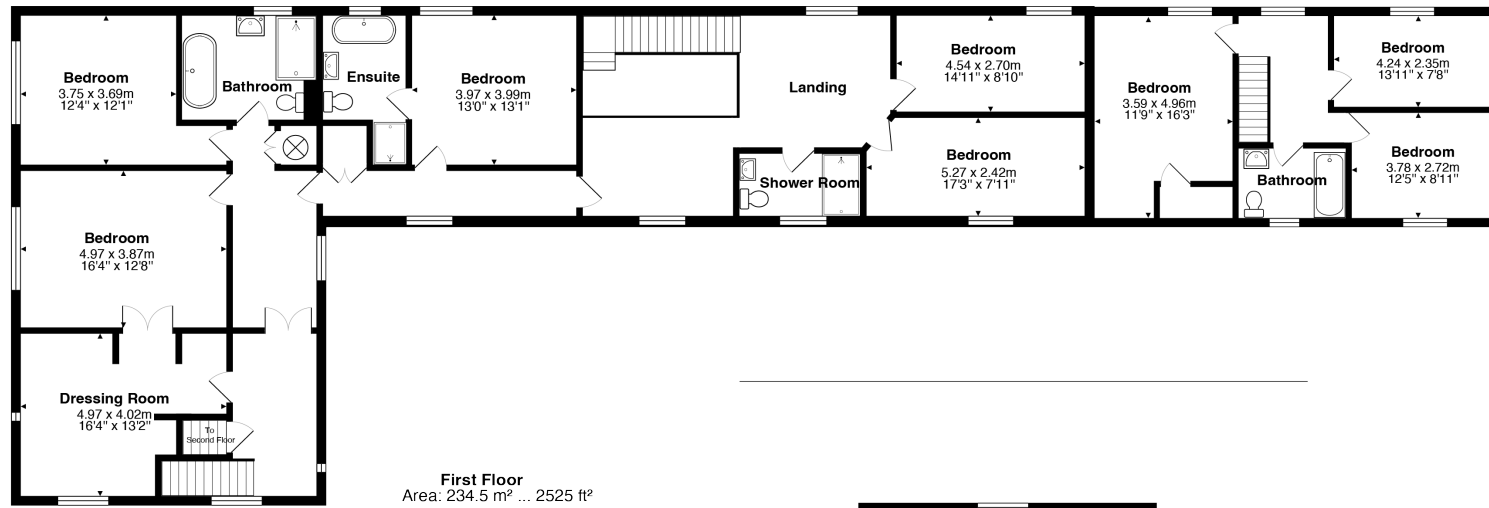 Bedroom
3.75 x 3.69m
12'4" x 12'1"
Bathroom
Ensuite
Bedroom
3.97 x 3.99m
13'0" x 13'1"
Landing
Bedroom
4.54 x 2.70m
14'11" x 8'10"
Bedroom
3.59 x 4.96m
11'9" x 16'3"
Bedroom
4.24 x 2.35m
13'11" x 7'8"
Bedroom
5.27 x 2.42m
17'3" x 7'11"
Shower Room
Bathroom
Bedroom
3.78 x 2.72m
12'5" x 8'11"
Bedroom
4.97 x 3.87m
16'4" x 12'8"
Dressing Room
4.97 x 4.02m
16'4" x 13'2"
To
Second Floor
First Floor
Area: 234.5 m² ... 2525 ft²